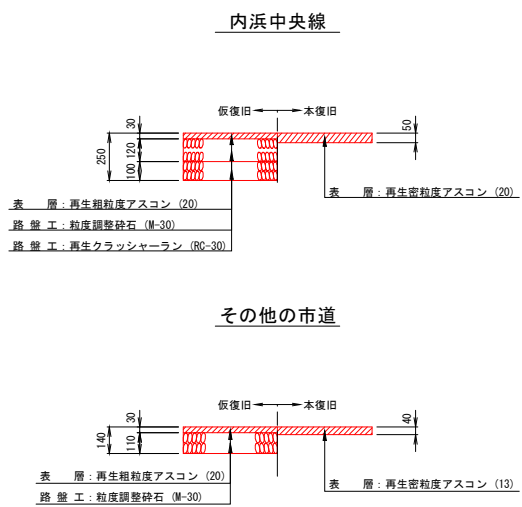 内浜中央線
仮復旧 本復旧
30
120
100
250
50
表　層：再生粗粒度アスコン (20)
路 盤 工：粒度調整砕石 (M-30)
路 盤 工：再生クラッシャーラン (RC-30)
表　層：再生密粒度アスコン (20)
その他の市道
仮復旧 本復旧
30
110
140
40
表　層：再生粗粒度アスコン (20)
路 盤 工：粒度調整砕石 (M-30)
表　層：再生密粒度アスコン (13)